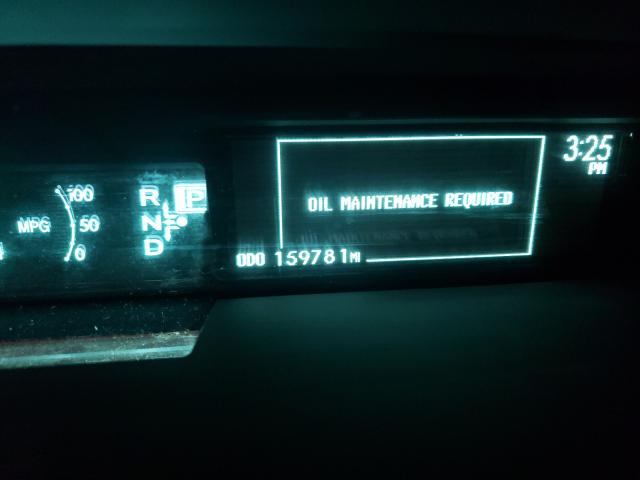 100
MPG 50
0
R P
N
D
OIL MAINTENANCE REQUIRED
ODO 159781 MI
3:25
PM